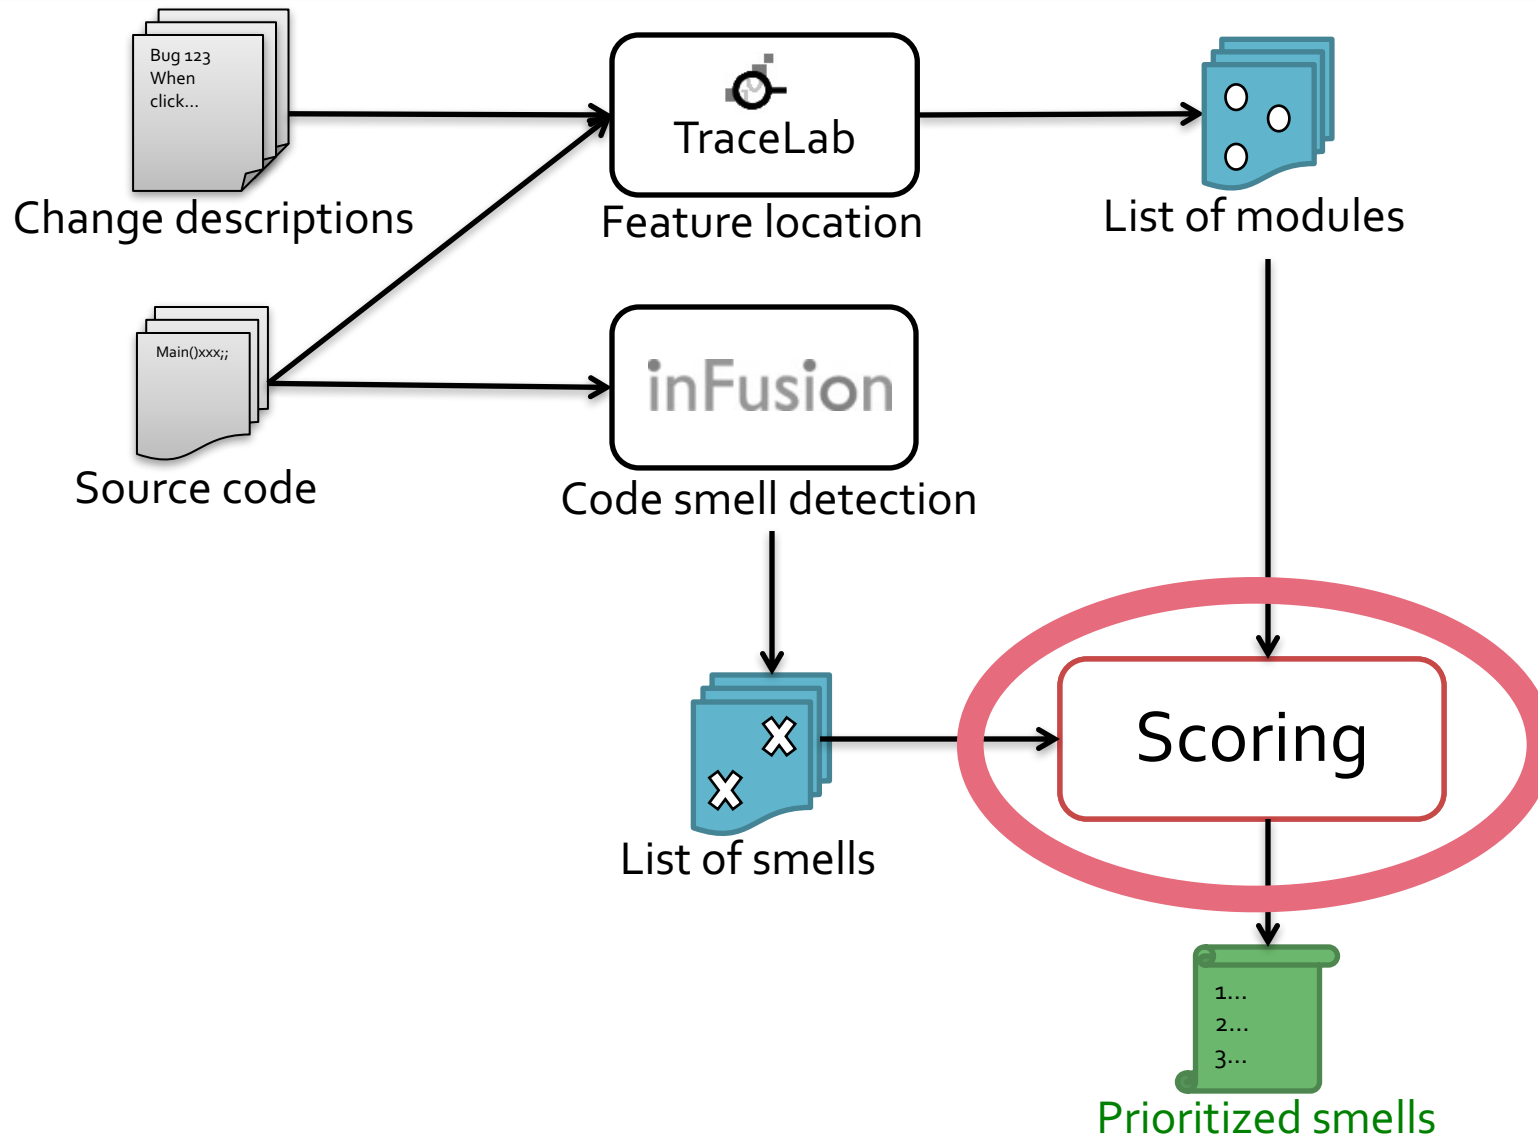 Bug 123
When
click...
Change descriptions
TraceLab
Feature location
List of modules
Main()xxx;;
Source code
inFusion
Code smell detection
List of smells
Scoring
1...
2...
3...
Prioritized smells